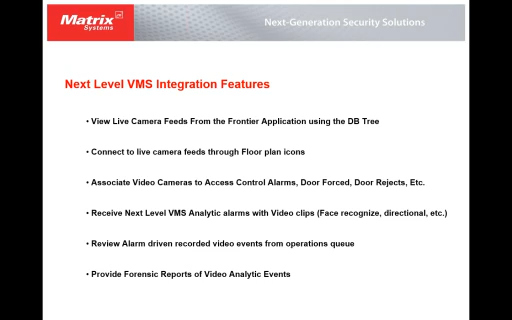 Matrix
Systems
Next-Generation Security Solutions
Next Level VMS Integration Features
• View Live Camera Feeds From the Frontier Application using the DB Tree
• Connect to live camera feeds through Floor plan icons
• Associate Video Cameras to Access Control Alarms, Door Forced, Door Rejects, Etc.
• Receive Next Level VMS Analytic alarms with Video clips (Face recognize, directional, etc.)
• Review Alarm driven recorded video events from operations queue
• Provide Forensic Reports of Video Analytic Events